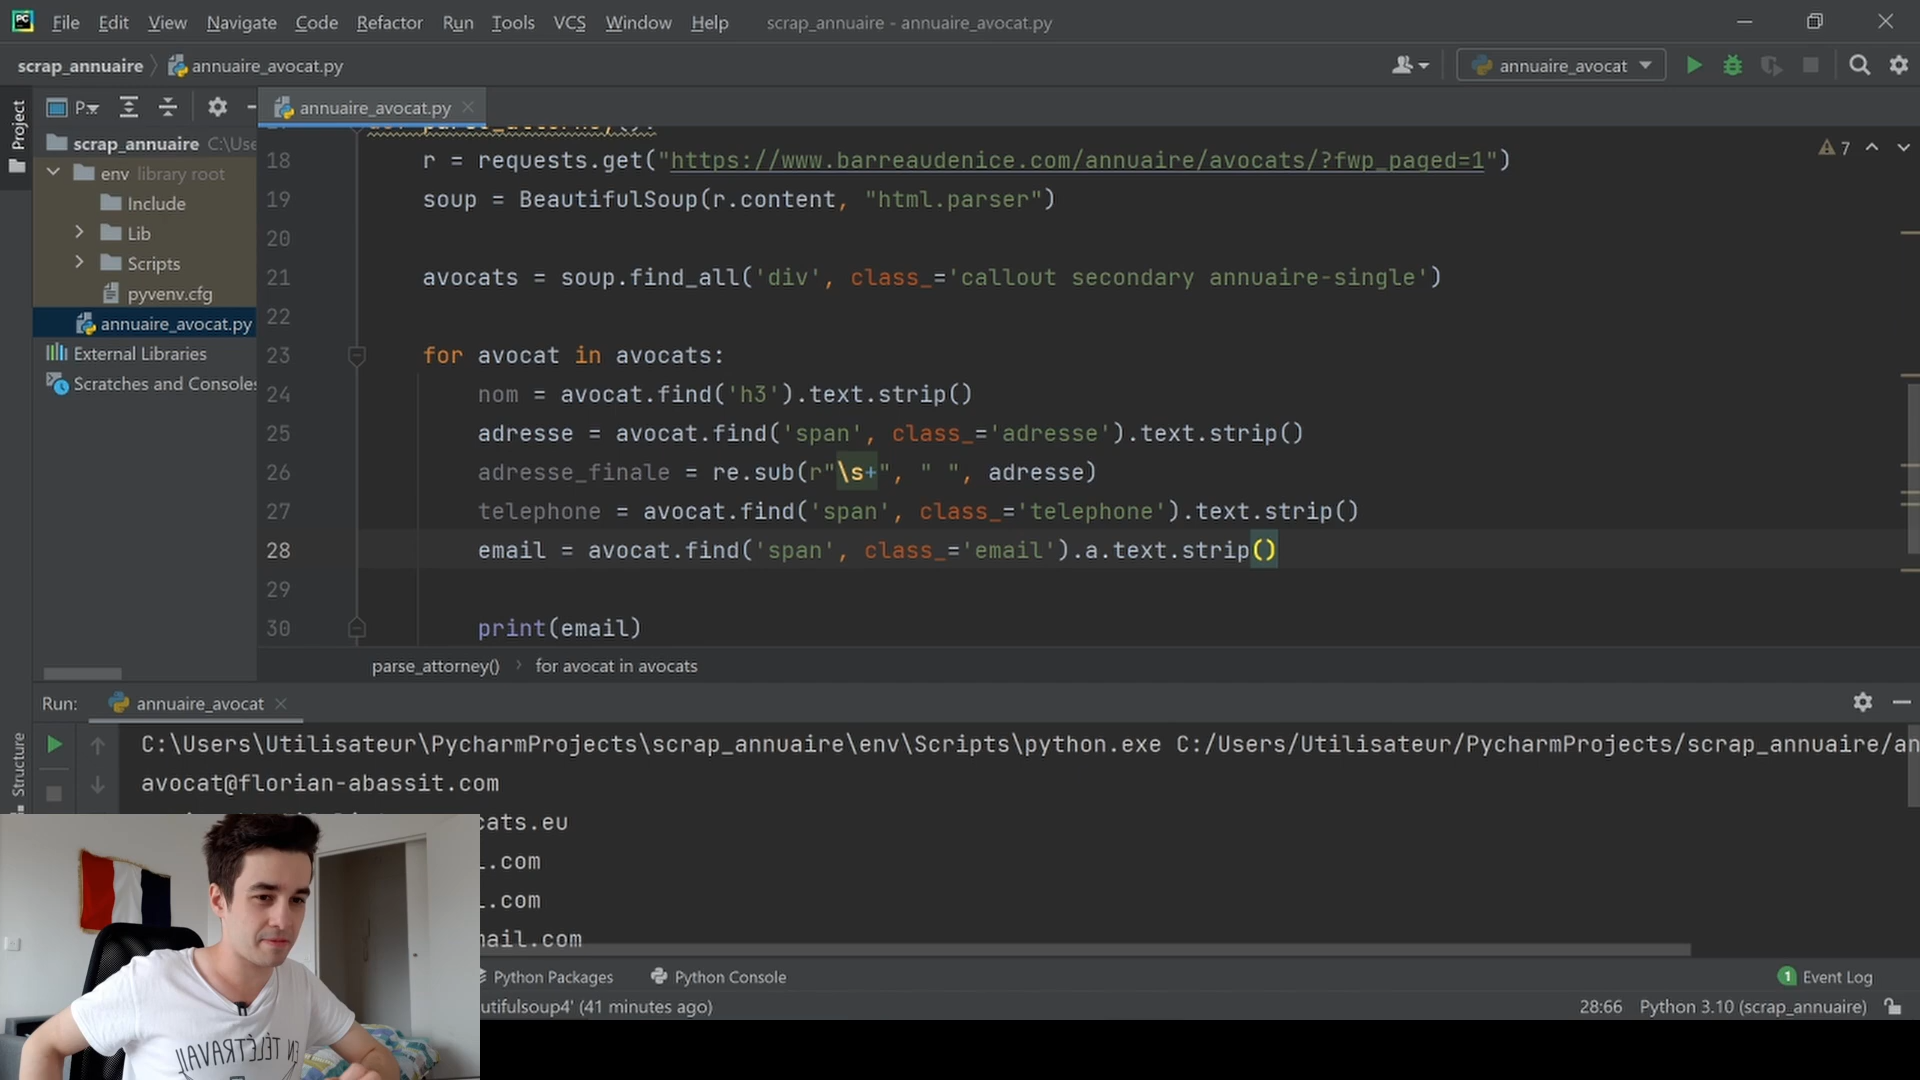 File Edit View Navigate Code Refactor Run Tools VCS Window Help scrap_annuaire - annuaire_avocat.py
scrap_annuaire annuaire_avocat.py annuaire_avocat
Project P... annuaire_avocat.py
scrap_annuaire C:\Use
env library root
Include
Lib
Scripts
pyvenv.cfg
annuaire_avocat.py
External Libraries
Scratches and Consoles
18 r = requests.get("https://www.barreaudenice.com/annuaire/avocats/?fwp_paged=1")
7
19 soup = BeautifulSoup(r.content, "html.parser")
20
21 avocats = soup.find_all('div', class_='callout secondary annuaire-single')
22
23 for avocat in avocats:
24 nom = avocat.find('h3').text.strip()
25 adresse = avocat.find('span', class_='adresse').text.strip()
26 adresse_finale = re.sub(r"\s+", " ", adresse)
27 telephone = avocat.find('span', class_='telephone').text.strip()
28 email = avocat.find('span', class_='email').a.text.strip()
29
30 print(email)
parse_attorney() for avocat in avocats
Run: annuaire_avocat
Structure
C:\Users\Utilisateur\PycharmProjects\scrap_annuaire\env\Scripts\python.exe C:/Users/Utilisateur/PycharmProjects/scrap_annuaire/an
avocat@florian-abassit.com
cats.eu
.com
.com
ail.com
Python Packages Python Console 1 Event Log
utifulsoup4' (41 minutes ago) 28:66 Python 3.10 (scrap_annuaire)
EN TÉLÉTRAVAIL